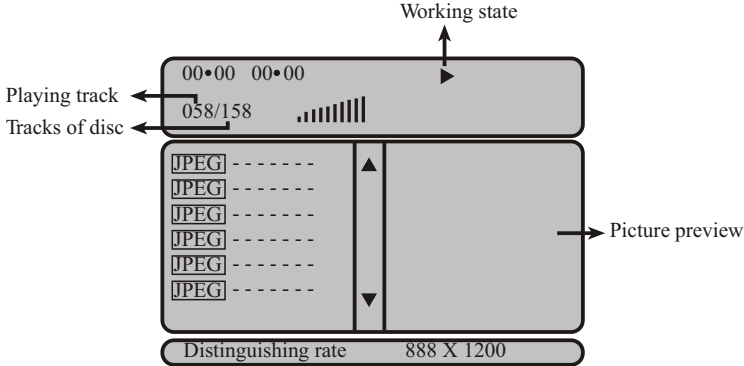 Working state
00•00 00•00
Playing track
058/158
Tracks of disc
JPEG - - - - - - -
JPEG - - - - - - -
JPEG - - - - - - -
JPEG - - - - - - -
JPEG - - - - - - -
JPEG - - - - - - -
Picture preview
Distinguishing rate 888 X 1200